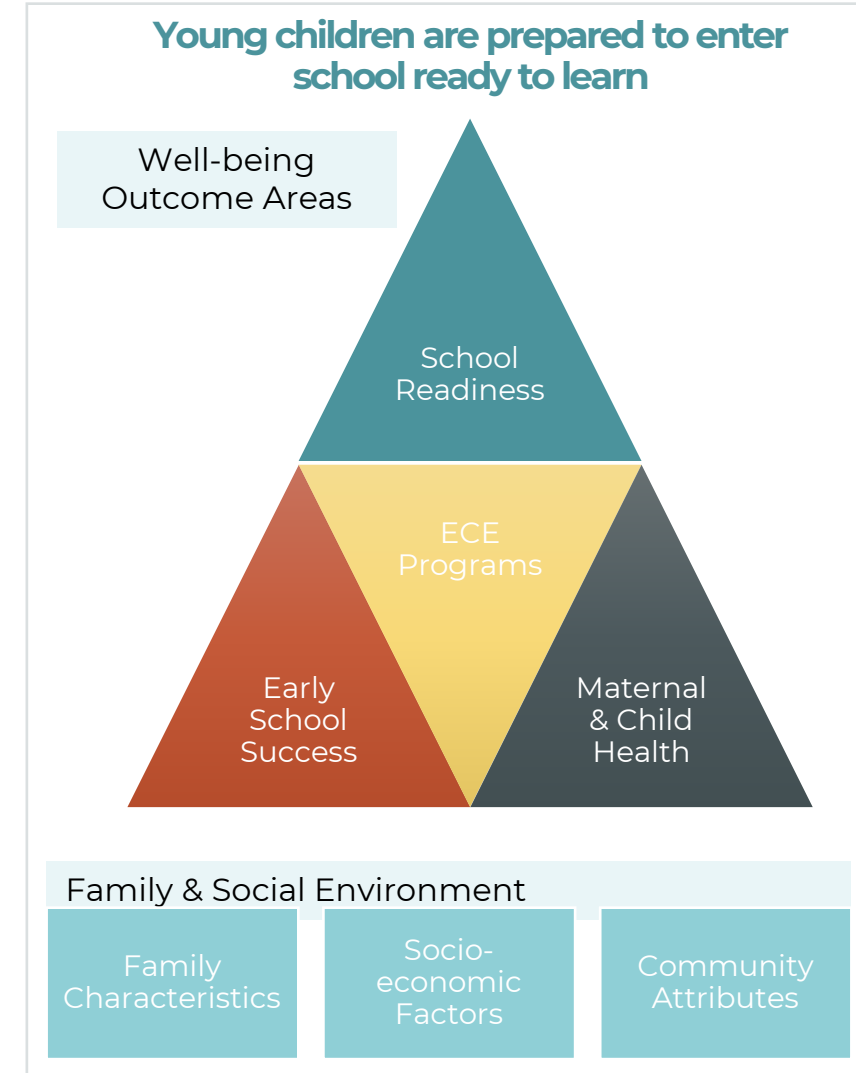 Young children are prepared to enter
school ready to learn
Well-being
Outcome Areas
School
Readiness
ECE
Programs
Early
School
Success
Maternal
& Child
Health
Family & Social Environment
Family
Characteristics
Socio-
economic
Factors
Community
Attributes